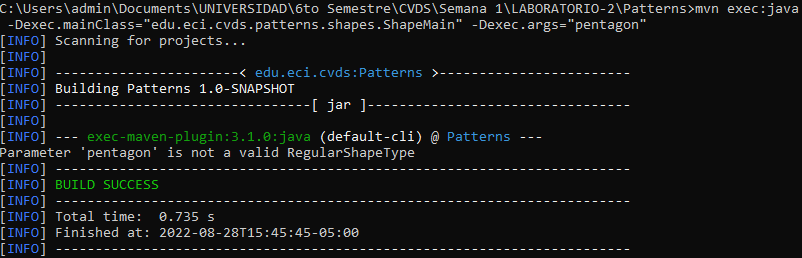 C:\Users\admin\Documents\UNIVERSIDAD\6to Semestre\CVDS\Semana 1\LABORATORIO-2\Patterns>mvn exec:java
-Dexec.mainClass="edu.eci.cvds.patterns.shapes.ShapeMain" -Dexec.args="pentagon"
[INFO] Scanning for projects...
[INFO]
[INFO] -----------------------< edu.eci.cvds:Patterns >------------------------
[INFO] Building Patterns 1.0-SNAPSHOT
[INFO] --------------------------------[ jar ]---------------------------------
[INFO]
[INFO] --- exec-maven-plugin:3.1.0:java (default-cli) @ Patterns ---
Parameter 'pentagon' is not a valid RegularShapeType
[INFO] ------------------------------------------------------------------------
[INFO] BUILD SUCCESS
[INFO] ------------------------------------------------------------------------
[INFO] Total time:  0.735 s
[INFO] Finished at: 2022-08-28T15:45:45-05:00
[INFO] ------------------------------------------------------------------------